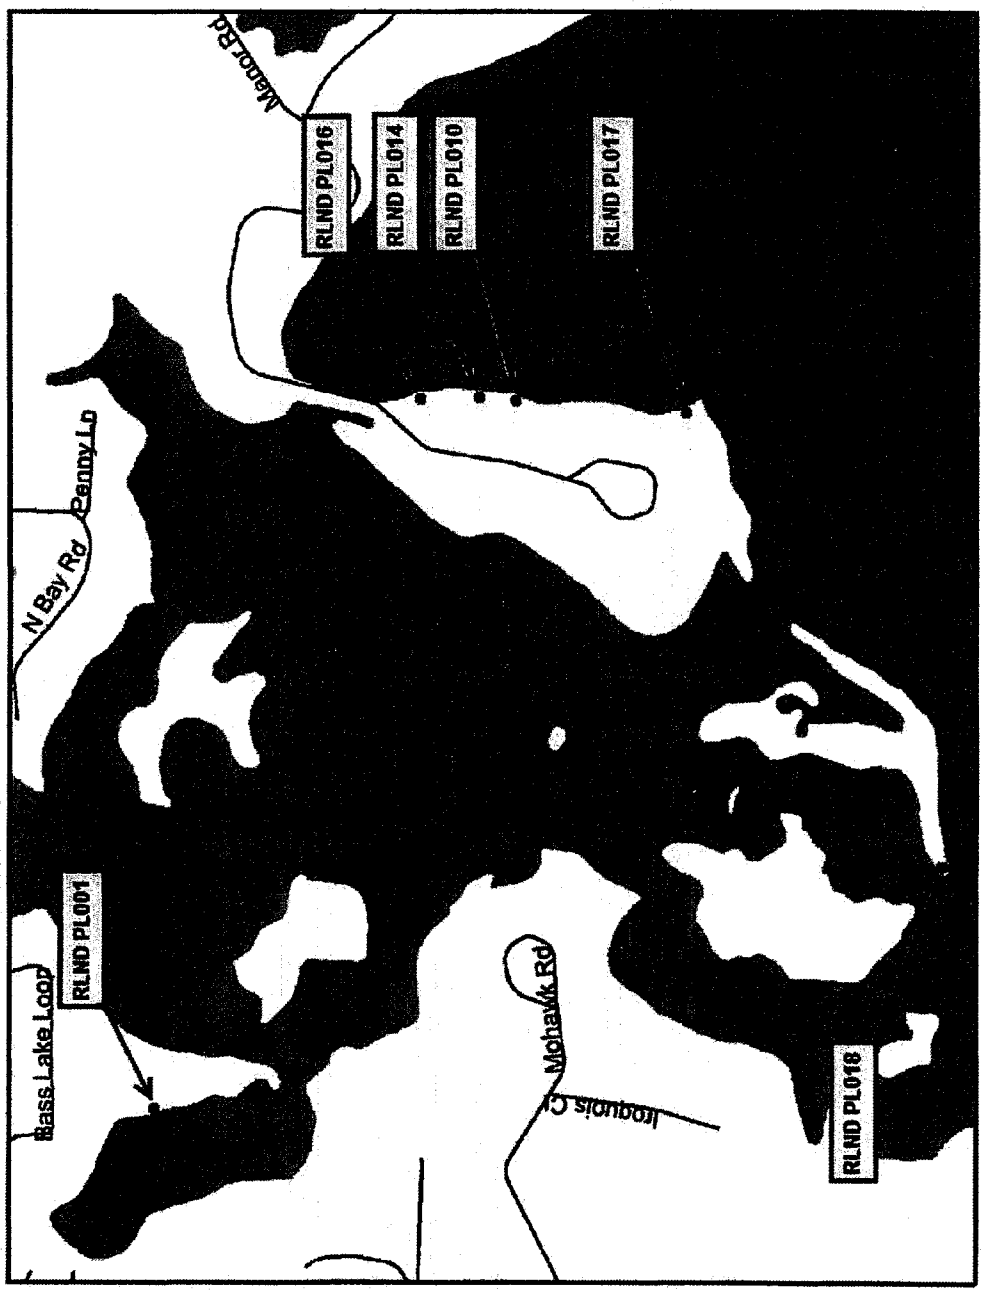 Manor Rd
RLND PL016
RLND PL014
RLND PL010
RLND PL017
Penny Ln
N Bay Rd
RLND PL001
Bass Lake Loop
Mohawk Rd
Iroquois Ct
RLND PL018